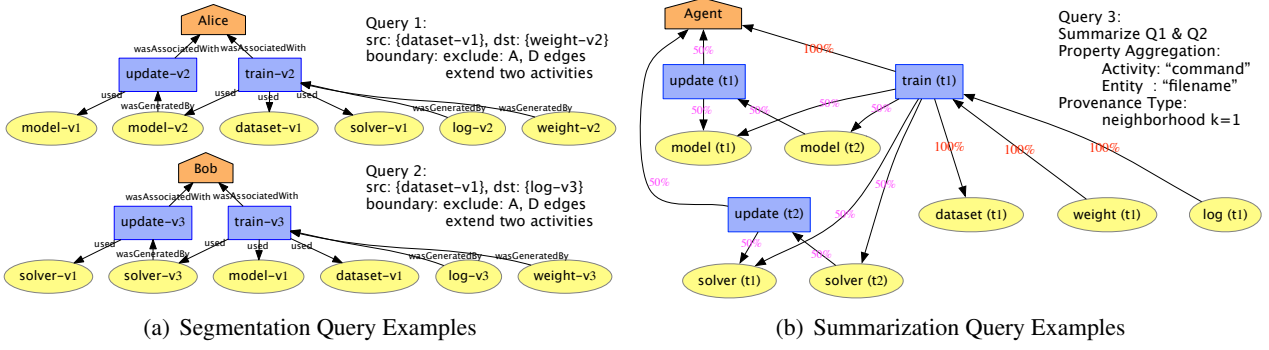 Alice
wasAssociatedWith
wasAssociatedWith
update-v2
train-v2
used
wasGeneratedBy
used
used
used
wasGeneratedBy
model-v1
model-v2
dataset-v1
solver-v1
log-v2
weight-v2
Query 1:
src: {dataset-v1}, dst: {weight-v2}
boundary: exclude: A, D edges
extend two activities
Bob
wasAssociatedWith
wasAssociatedWith
update-v3
train-v3
used
wasGeneratedBy
used
used
used
wasGeneratedBy
wasGeneratedBy
solver-v1
solver-v3
model-v1
dataset-v1
log-v3
weight-v3
Query 2:
src: {dataset-v1}, dst: {log-v3}
boundary: exclude: A, D edges
extend two activities
(a) Segmentation Query Examples
Agent
50%
100%
update (t1)
train (t1)
50%
50%
50%
50%
model (t1)
model (t2)
100%
100%
100%
50%
50%
50%
update (t2)
dataset (t1)
weight (t1)
log (t1)
50%
50%
solver (t1)
solver (t2)
Query 3:
Summarize Q1 & Q2
Property Aggregation:
Activity: “command”
Entity : “filename”
Provenance Type:
neighborhood k=1
(b) Summarization Query Examples